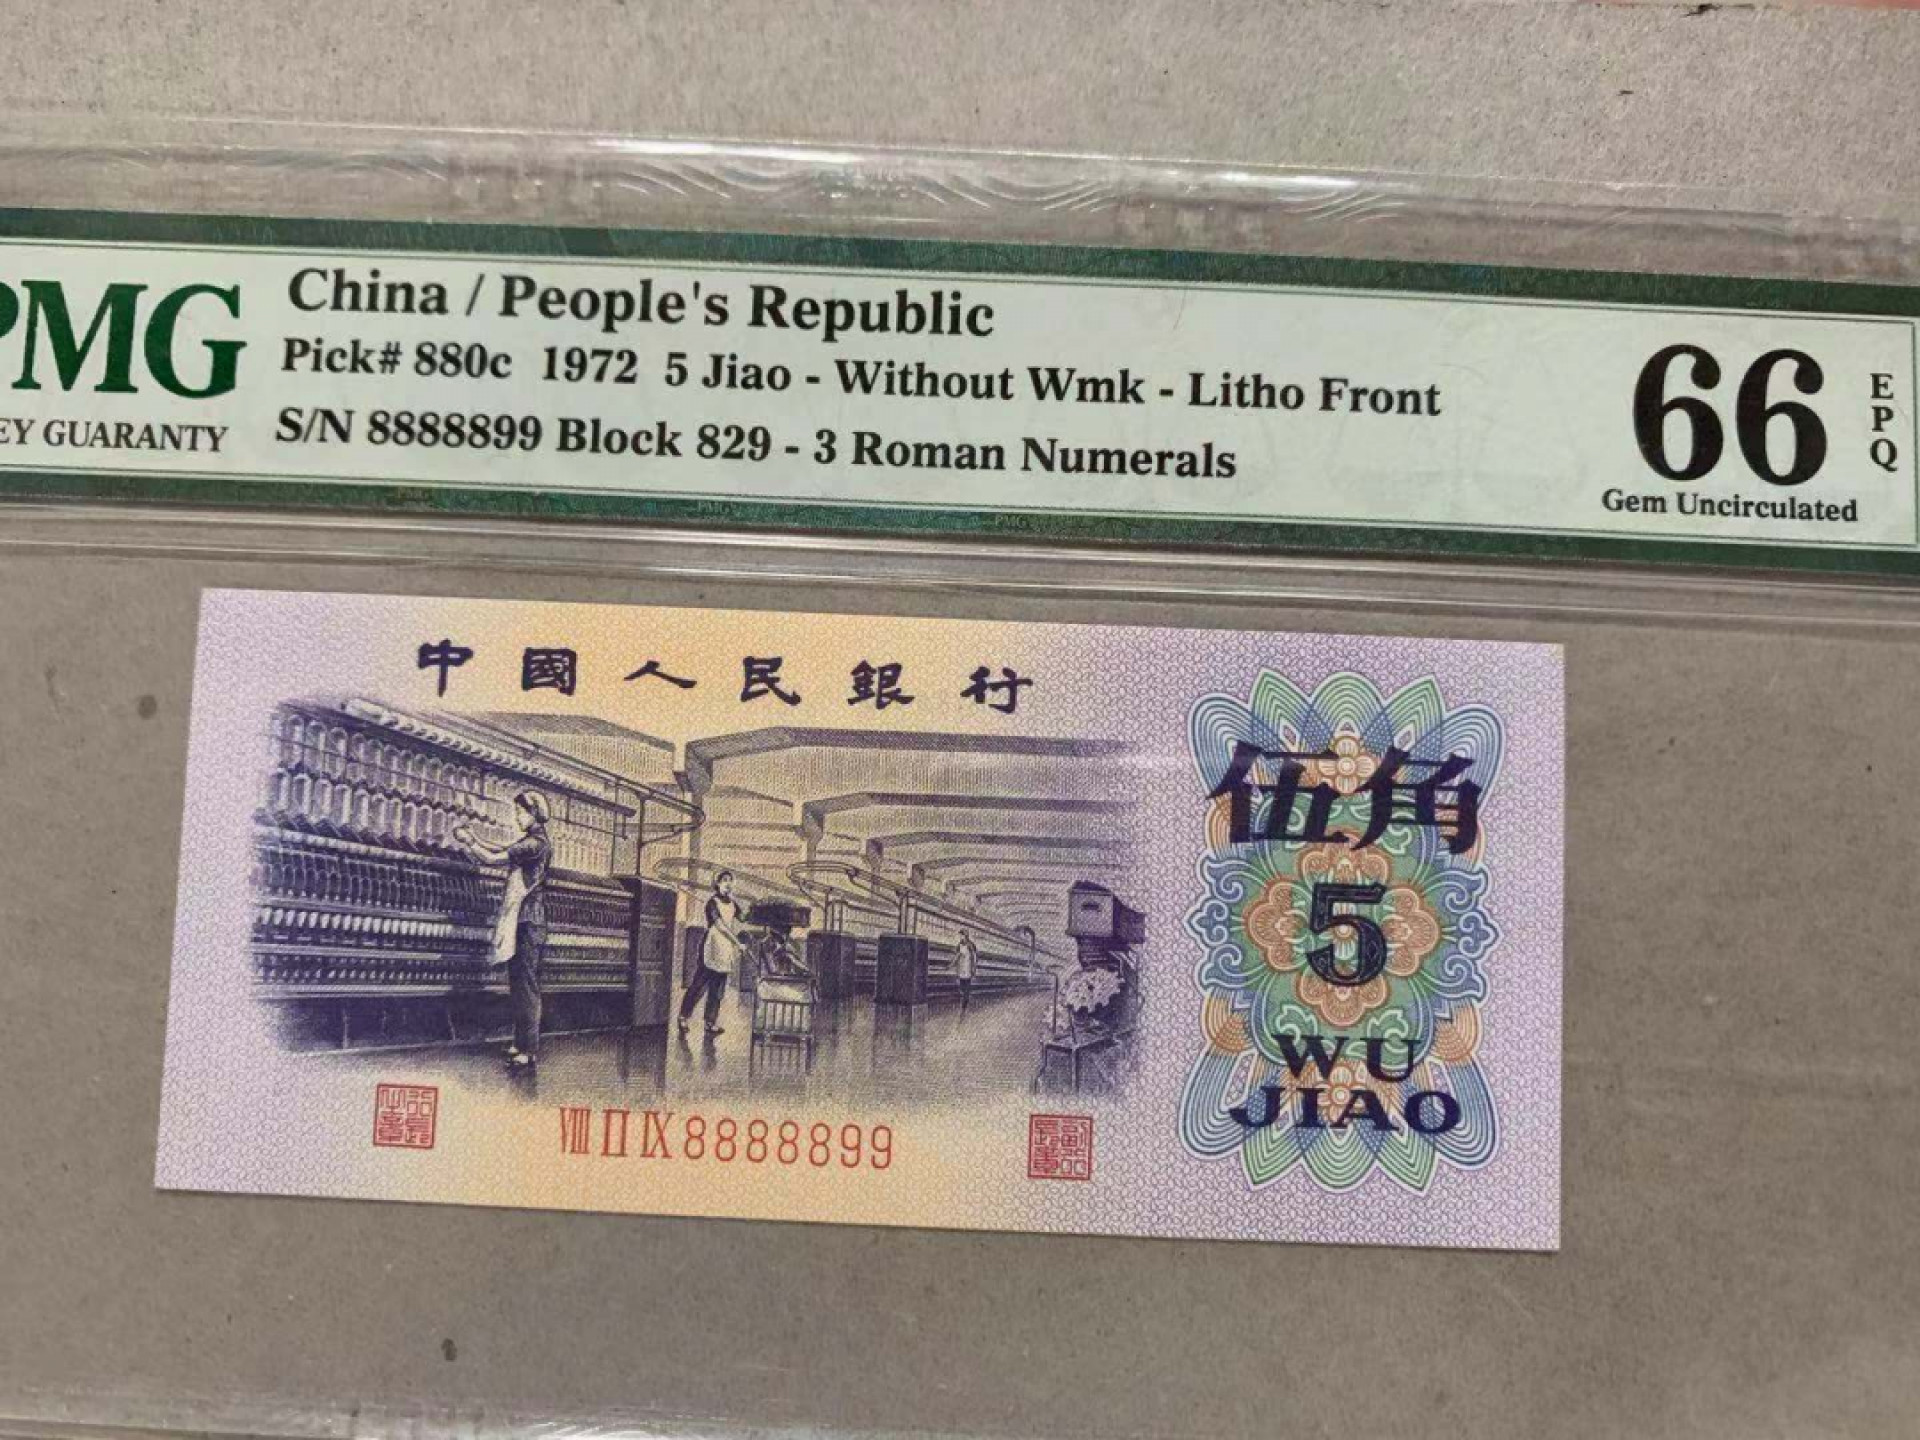 PMG
EY GUARANTY
China / People's Republic
Pick# 880c 1972 5 Jiao - Without Wmk - Litho Front
S/N 8888899 Block 829 - 3 Roman Numerals
66
EPQ
Gem Uncirculated
中國人民銀行
伍角
5
WU
JIAO
VIII II IX 8888899